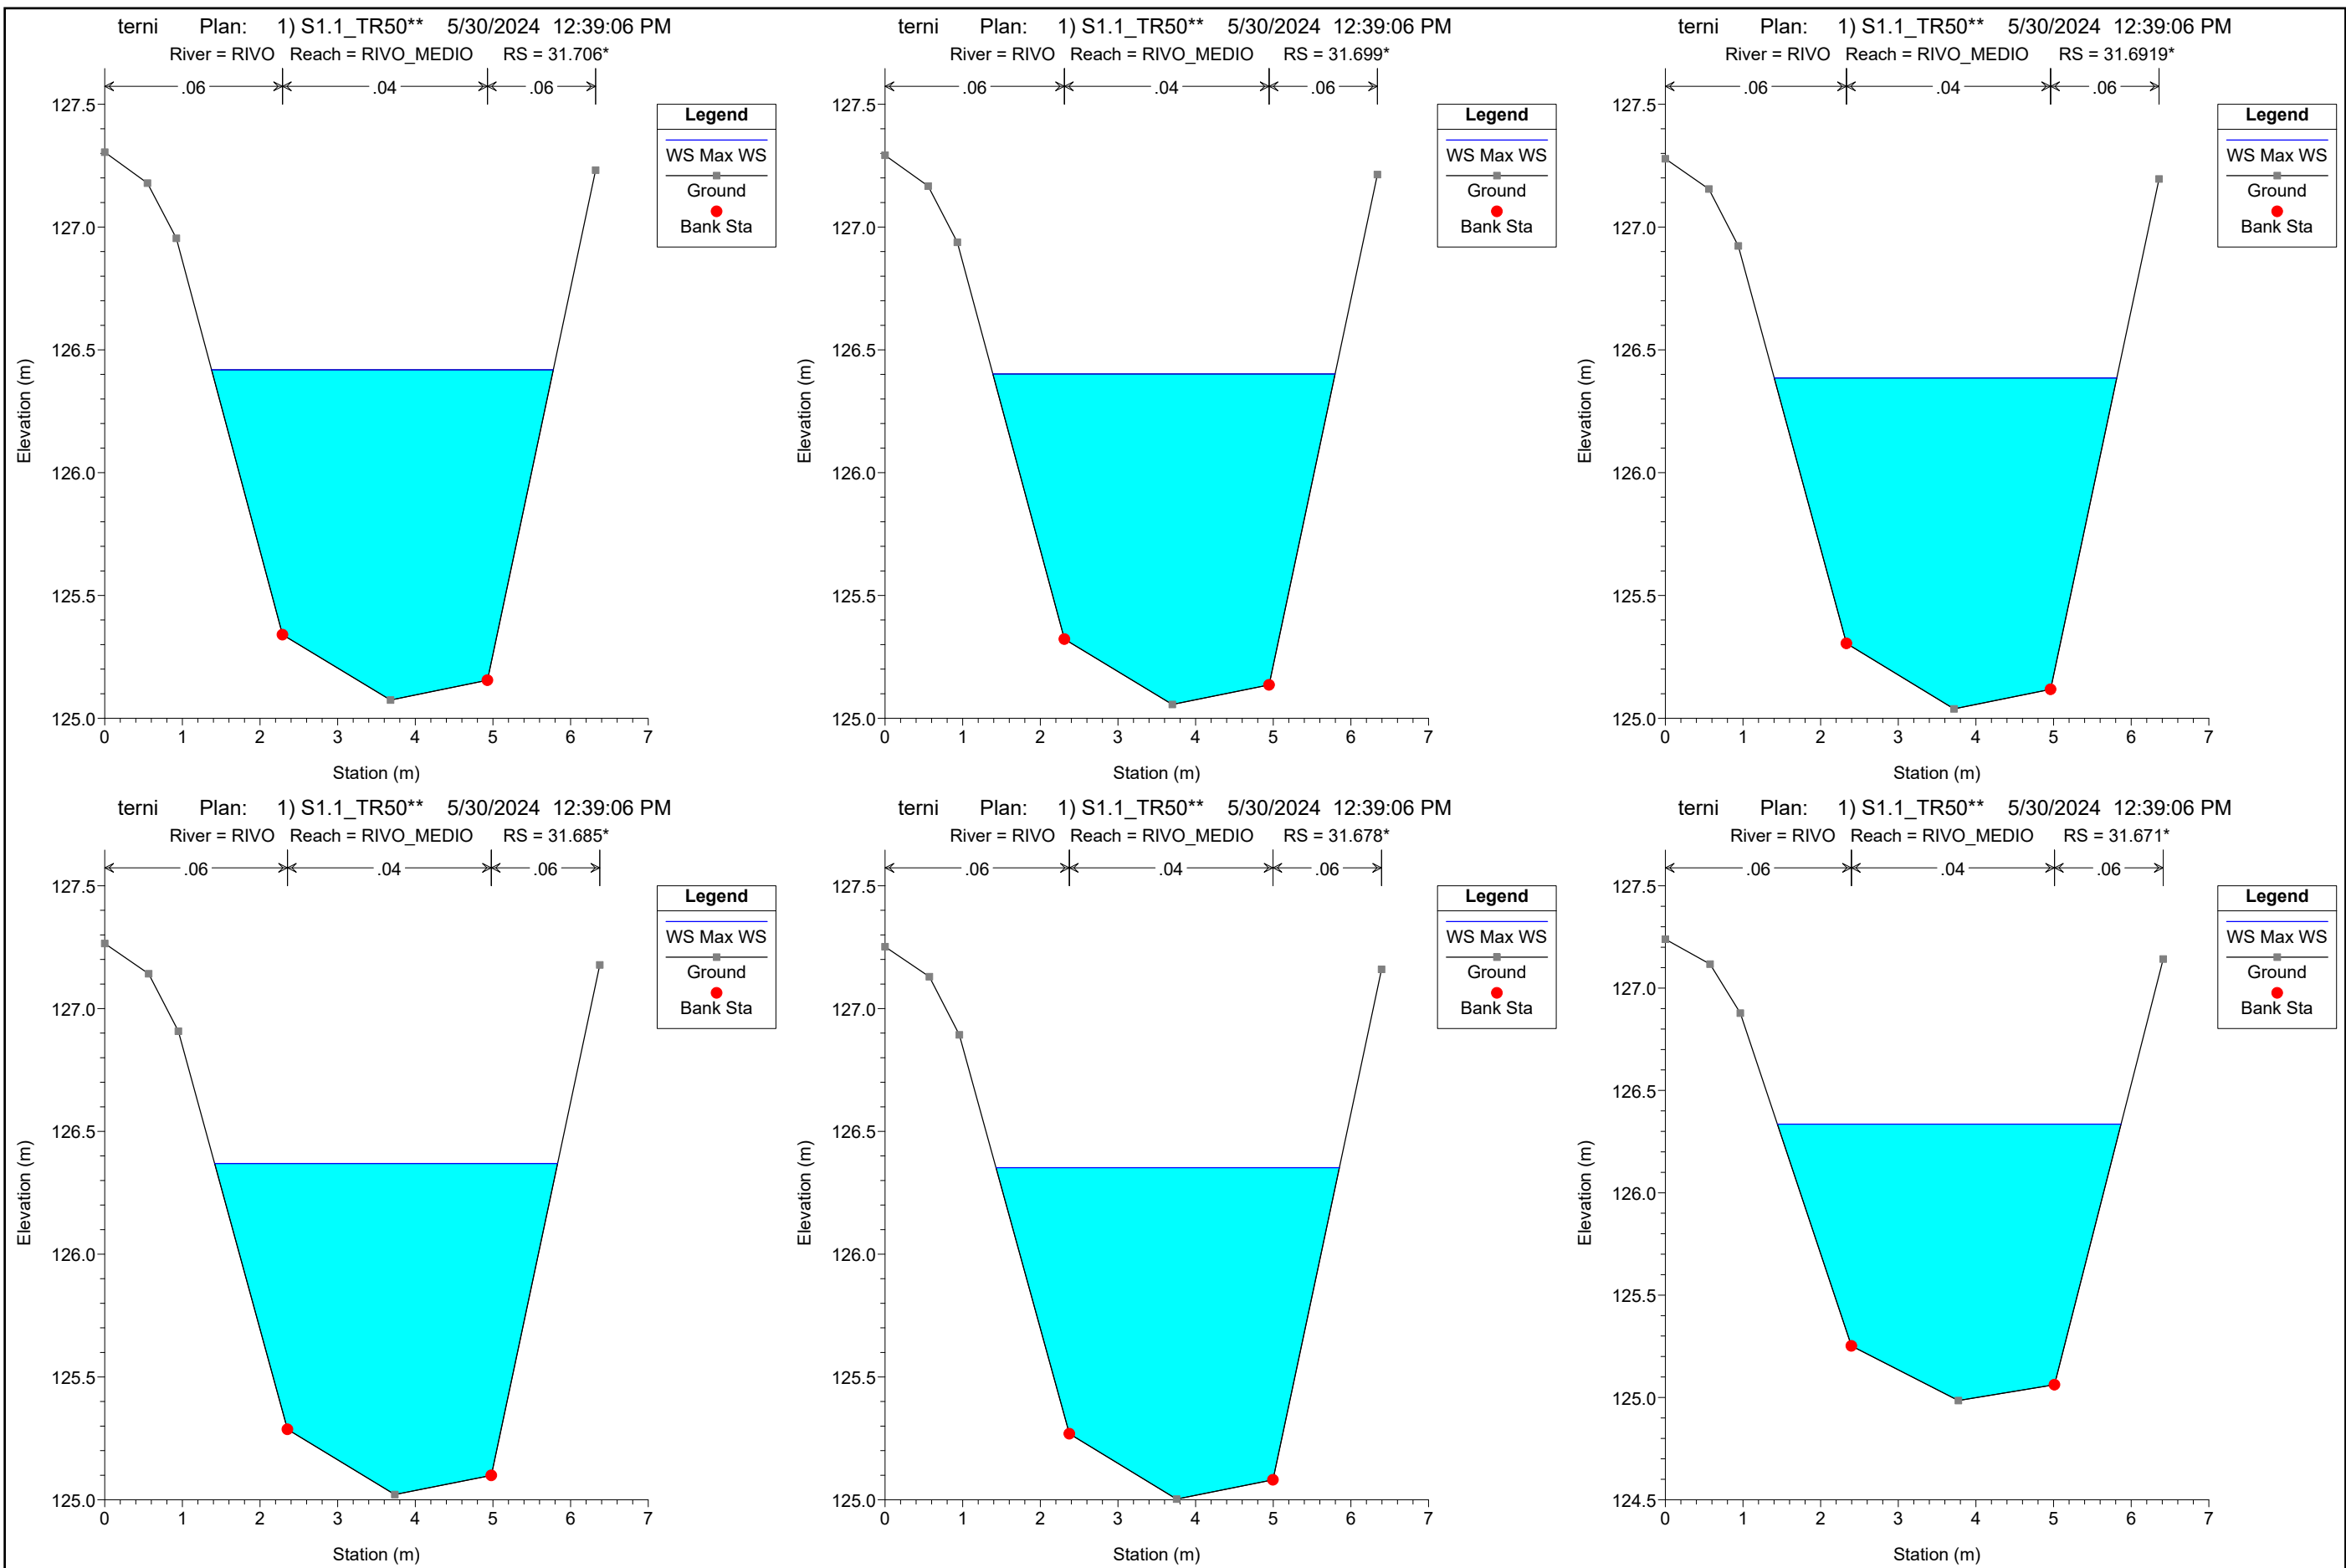 terni Plan: 1) S1.1_TR50** 5/30/2024 12:39:06 PM
River = RIVO Reach = RIVO_MEDIO RS = 31.706*
.06 .04 .06
127.5
127.0
126.5
126.0
125.5
125.0
0 1 2 3 4 5 6 7
Station (m)
Elevation (m)
Legend
WS Max WS
Ground
Bank Sta
terni Plan: 1) S1.1_TR50** 5/30/2024 12:39:06 PM
River = RIVO Reach = RIVO_MEDIO RS = 31.699*
.06 .04 .06
127.5
127.0
126.5
126.0
125.5
125.0
0 1 2 3 4 5 6 7
Station (m)
Elevation (m)
Legend
WS Max WS
Ground
Bank Sta
terni Plan: 1) S1.1_TR50** 5/30/2024 12:39:06 PM
River = RIVO Reach = RIVO_MEDIO RS = 31.6919*
.06 .04 .06
127.5
127.0
126.5
126.0
125.5
125.0
0 1 2 3 4 5 6 7
Station (m)
Elevation (m)
Legend
WS Max WS
Ground
Bank Sta
terni Plan: 1) S1.1_TR50** 5/30/2024 12:39:06 PM
River = RIVO Reach = RIVO_MEDIO RS = 31.685*
.06 .04 .06
127.5
127.0
126.5
126.0
125.5
125.0
0 1 2 3 4 5 6 7
Station (m)
Elevation (m)
Legend
WS Max WS
Ground
Bank Sta
terni Plan: 1) S1.1_TR50** 5/30/2024 12:39:06 PM
River = RIVO Reach = RIVO_MEDIO RS = 31.678*
.06 .04 .06
127.5
127.0
126.5
126.0
125.5
125.0
0 1 2 3 4 5 6 7
Station (m)
Elevation (m)
Legend
WS Max WS
Ground
Bank Sta
terni Plan: 1) S1.1_TR50** 5/30/2024 12:39:06 PM
River = RIVO Reach = RIVO_MEDIO RS = 31.671*
.06 .04 .06
127.5
127.0
126.5
126.0
125.5
125.0
124.5
0 1 2 3 4 5 6 7
Station (m)
Elevation (m)
Legend
WS Max WS
Ground
Bank Sta